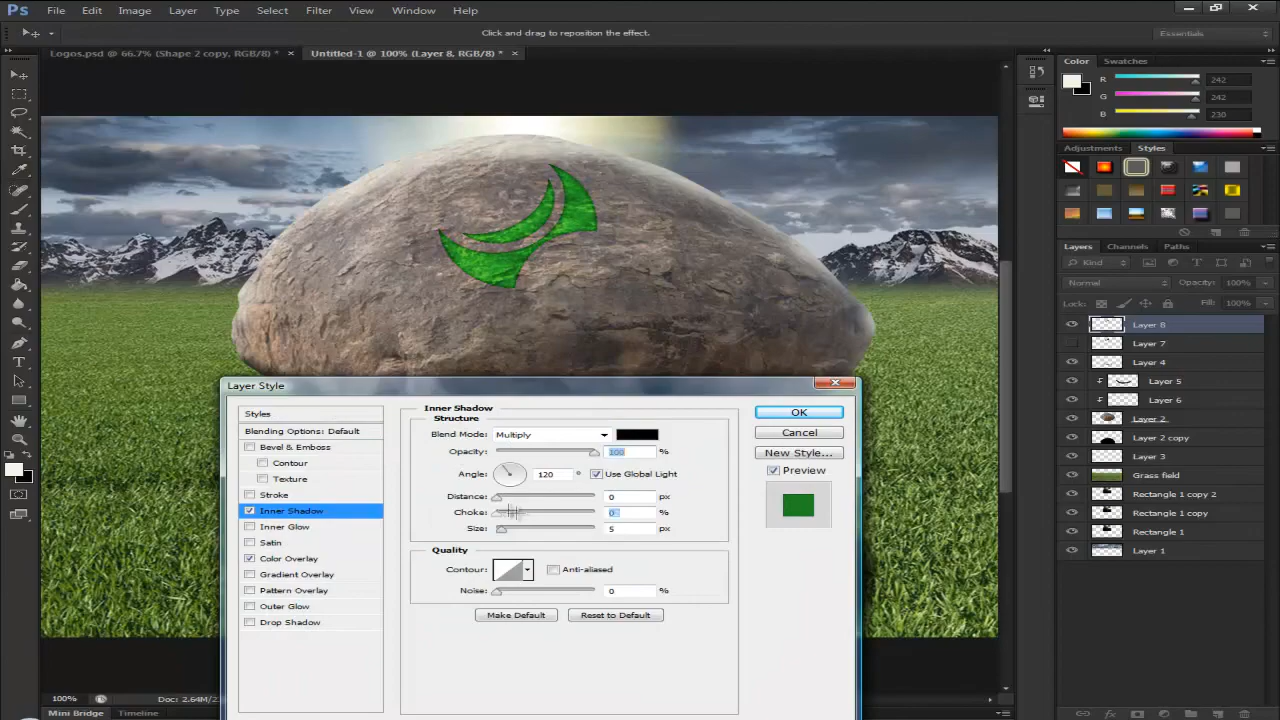 Ps File Edit Image Layer Type Select Filter View Window Help
Click and drag to reposition the effect.
Essentials
Logos.psd @ 66.7% (Shape 2 copy, RGB/8) * ×
Untitled-1 @ 100% (Layer 8, RGB/8) * ×
Color Swatches
R 242
G 242
B 230
Adjustments Styles
Layers Channels Paths
Kind
Normal Opacity: 100%
Lock: Fill: 100%
Layer 8
Layer 7
Layer 4
Layer 5
Layer 6
Layer 2
Layer 2 copy
Layer 3
Grass field
Rectangle 1 copy 2
Rectangle 1 copy
Rectangle 1
Layer 1
Layer Style
Styles
Blending Options: Default
Bevel & Emboss
Contour
Texture
Stroke
Inner Shadow
Inner Glow
Satin
Color Overlay
Gradient Overlay
Pattern Overlay
Outer Glow
Drop Shadow
Inner Shadow
Structure
Blend Mode: Multiply
Opacity: 100 %
Angle: 120 ° Use Global Light
Distance: 0 px
Choke: 0 %
Size: 5 px
Quality
Contour: Anti-aliased
Noise: 0 %
Make Default Reset to Default
OK
Cancel
New Style...
Preview
100% Doc: 2.64M/2
Mini Bridge Timeline